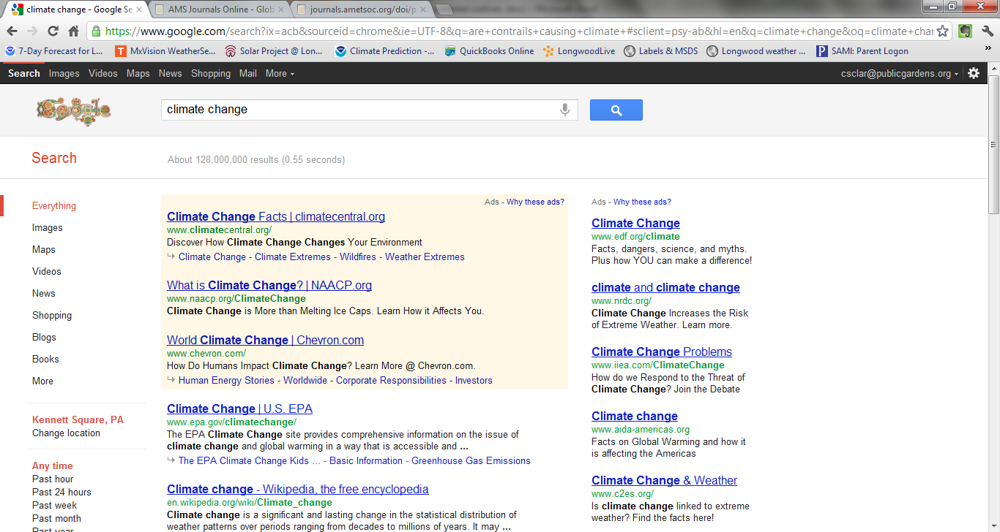 climate change - Google Se
AMS Journals Online - Glob
journals.ametsoc.org/doi/p
https://www.google.com/search?ix=acb&sourceid=chrome&ie=UTF-8&q=are+contrails+causing+climate+#sclient=psy-ab&hl=en&q=climate+change&oq=climate+char
7-Day Forecast for L...
MxVision WeatherSe...
Solar Project @ Lon...
Climate Prediction -...
QuickBooks Online
LongwoodLive
Labels & MSDS
Longwood weather ...
SAMI: Parent Logon
»
Search Images Videos Maps News Shopping Mail More
csclar@publicgardens.org
Google
climate change
Search
About 128,000,000 results (0.55 seconds)
Everything
Images
Maps
Videos
News
Shopping
Blogs
Books
More
Kennett Square, PA
Change location
Any time
Past hour
Past 24 hours
Past week
Past month
Past year
Ads - Why these ads?
Climate Change Facts | climatecentral.org
www.climatecentral.org/
Discover How Climate Change Changes Your Environment
Climate Change - Climate Extremes - Wildfires - Weather Extremes
What is Climate Change? | NAACP.org
www.naacp.org/ClimateChange
Climate Change is More than Melting Ice Caps. Learn How it Affects You.
World Climate Change | Chevron.com
www.chevron.com/
How Do Humans Impact Climate Change? Learn More @ Chevron.com.
Human Energy Stories - Worldwide - Corporate Responsibilities - Investors
Climate Change | U.S. EPA
www.epa.gov/climatechange/
The EPA Climate Change site provides comprehensive information on the issue of
climate change and global warming in a way that is accessible and ...
The EPA Climate Change Kids ... - Basic Information - Greenhouse Gas Emissions
Climate change - Wikipedia, the free encyclopedia
en.wikipedia.org/wiki/Climate_change
Climate change is a significant and lasting change in the statistical distribution of
weather patterns over periods ranging from decades to millions of years. It may ...
Ads - Why these ads?
Climate Change
www.edf.org/climate
Facts, dangers, science, and myths.
Plus how YOU can make a difference!
climate and climate change
www.nrdc.org/
Climate Change Increases the Risk
of Extreme Weather. Learn more.
Climate Change Problems
www.iiea.com/ClimateChange
How do we Respond to the Threat of
Climate Change? Join the Debate
Climate change
www.aida-americas.org
Facts on Global Warming and how it
is affecting the Americas
Climate Change & Weather
www.c2es.org/
Is climate change linked to extreme
weather? Find the facts here!